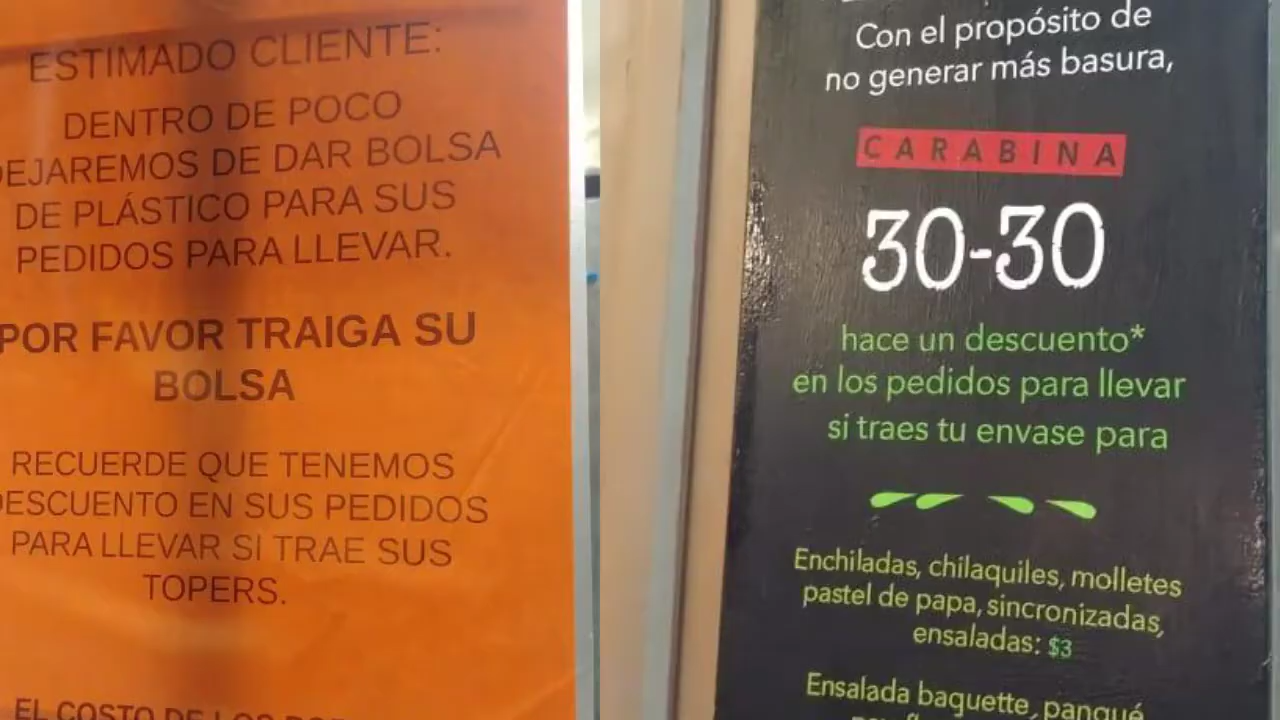 ESTIMADO CLIENTE:
DENTRO DE POCO
DEJAREMOS DE DAR BOLSA
DE PLÁSTICO PARA SUS
PEDIDOS PARA LLEVAR.
POR FAVOR TRAIGA SU
BOLSA
RECUERDE QUE TENEMOS
DESCUENTO EN SUS PEDIDOS
PARA LLEVAR SI TRAE SUS
TOPERS.
EL COSTO DE LOS
Con el propósito de
no generar más basura,
CARABINA
30-30
hace un descuento*
en los pedidos para llevar
si traes tu envase para
Enchiladas, chilaquiles, molletes
pastel de papa, sincronizadas,
ensaladas: $3
Ensalada baguette, panqué